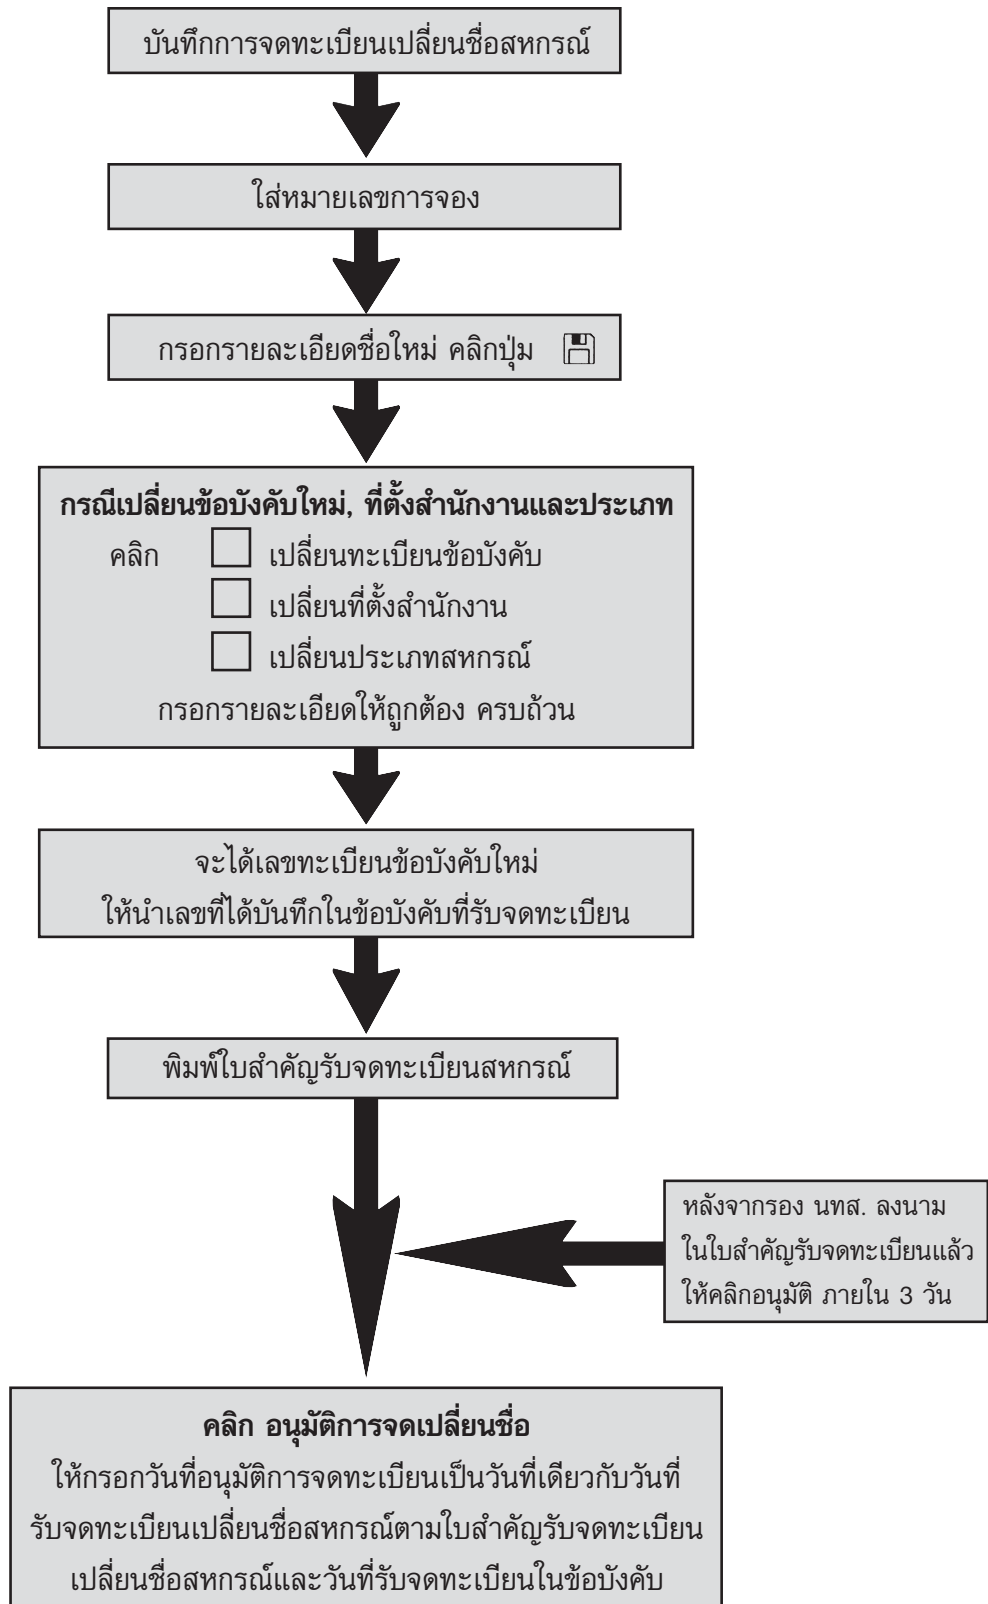 บันทึกการจดทะเบียนเปลี่ยนชื่อสหกรณ์
ใส่หมายเลขการจอง
กรอกรายละเอียดชื่อใหม่ คลิกปุ่ม
กรณีเปลี่ยนข้อบังคับใหม่, ที่ตั้งสำนักงานและประเภท
คลิก เปลี่ยนทะเบียนข้อบังคับ
เปลี่ยนที่ตั้งสำนักงาน
เปลี่ยนประเภทสหกรณ์
กรอกรายละเอียดให้ถูกต้อง ครบถ้วน
จะได้เลขทะเบียนข้อบังคับใหม่
ให้นำเลขที่ได้บันทึกในข้อบังคับที่รับจดทะเบียน
พิมพ์ใบสำคัญรับจดทะเบียนสหกรณ์
หลังจากรอง นทส. ลงนาม
ในใบสำคัญรับจดทะเบียนแล้ว
ให้คลิกอนุมัติ ภายใน 3 วัน
คลิก อนุมัติการจดเปลี่ยนชื่อ
ให้กรอกวันที่อนุมัติการจดทะเบียนเป็นวันที่เดียวกับวันที่
รับจดทะเบียนเปลี่ยนชื่อสหกรณ์ตามใบสำคัญรับจดทะเบียน
เปลี่ยนชื่อสหกรณ์และวันที่รับจดทะเบียนในข้อบังคับ